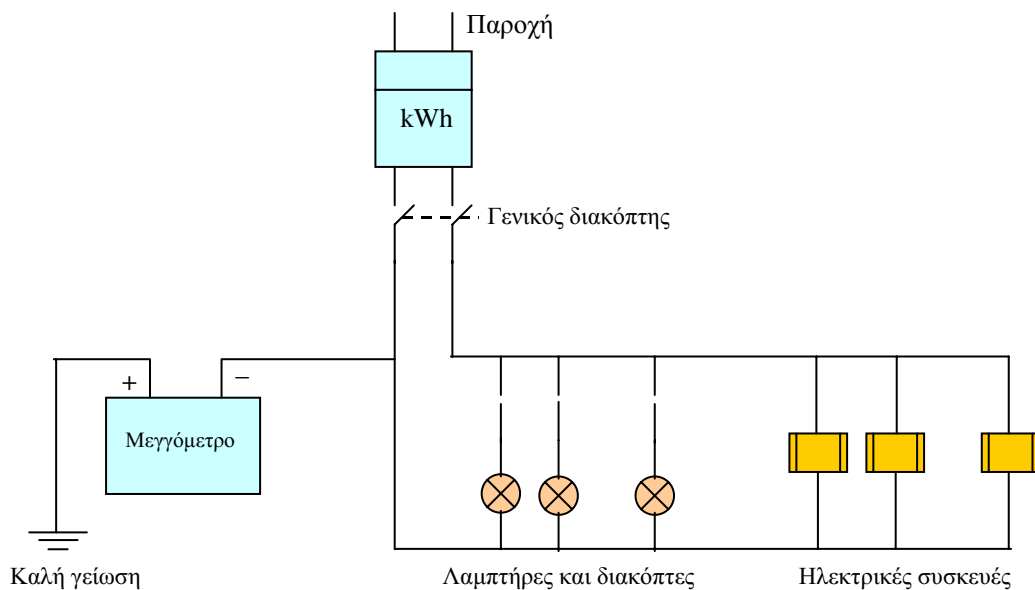 Παροχή
kWh
Γενικός διακόπτης
+ −
Μεγγόμετρο
Καλή γείωση
Λαμπτήρες και διακόπτες
Ηλεκτρικές συσκευές